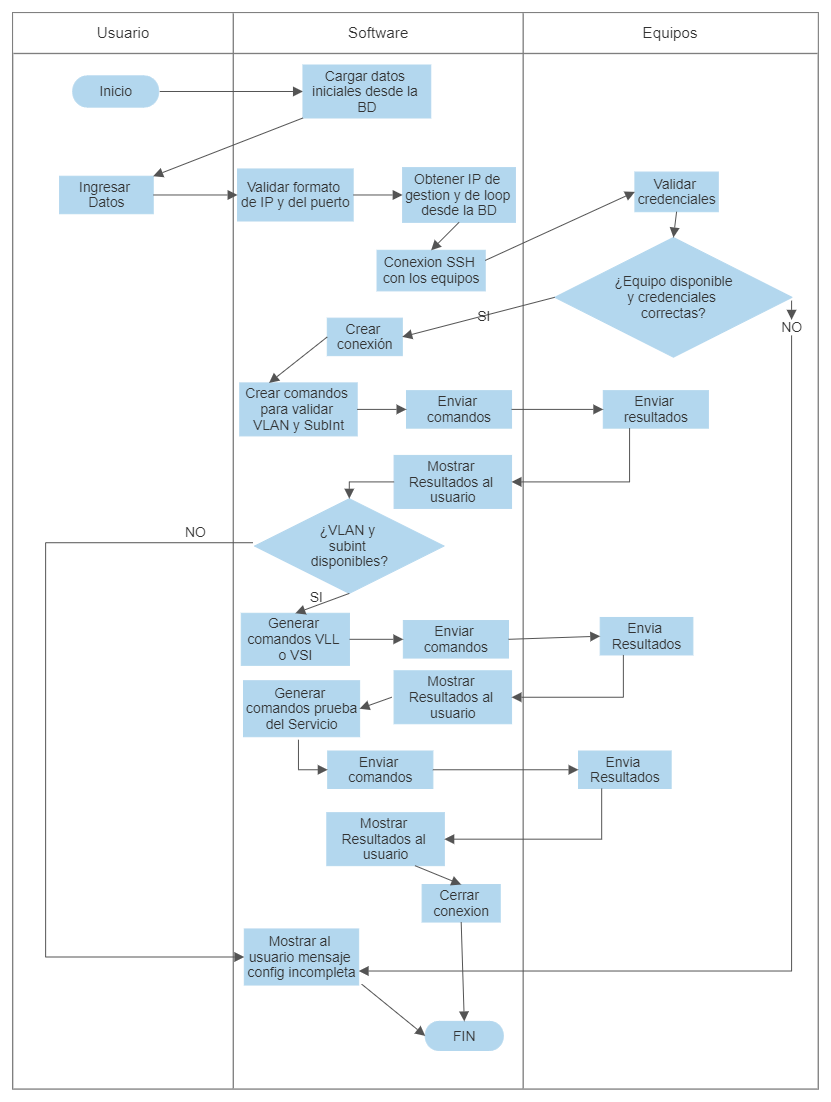 Usuario
Software
Equipos
Inicio
Cargar datos
iniciales desde la
BD
Ingresar
Datos
Validar formato
de IP y del puerto
Obtener IP de
gestion y de loop
desde la BD
Validar
credenciales
Conexion SSH
con los equipos
¿Equipo disponible
y credenciales
correctas?
SI
NO
Crear
conexión
Crear comandos
para validar
VLAN y SubInt
Enviar
comandos
Enviar
resultados
Mostrar
Resultados al
usuario
¿VLAN y
subint
disponibles?
NO
SI
Generar
comandos VLL
o VSI
Enviar
comandos
Envia
Resultados
Mostrar
Resultados al
usuario
Generar
comandos prueba
del Servicio
Enviar
comandos
Envia
Resultados
Mostrar
Resultados al
usuario
Cerrar
conexion
Mostrar al
usuario mensaje
config incompleta
FIN